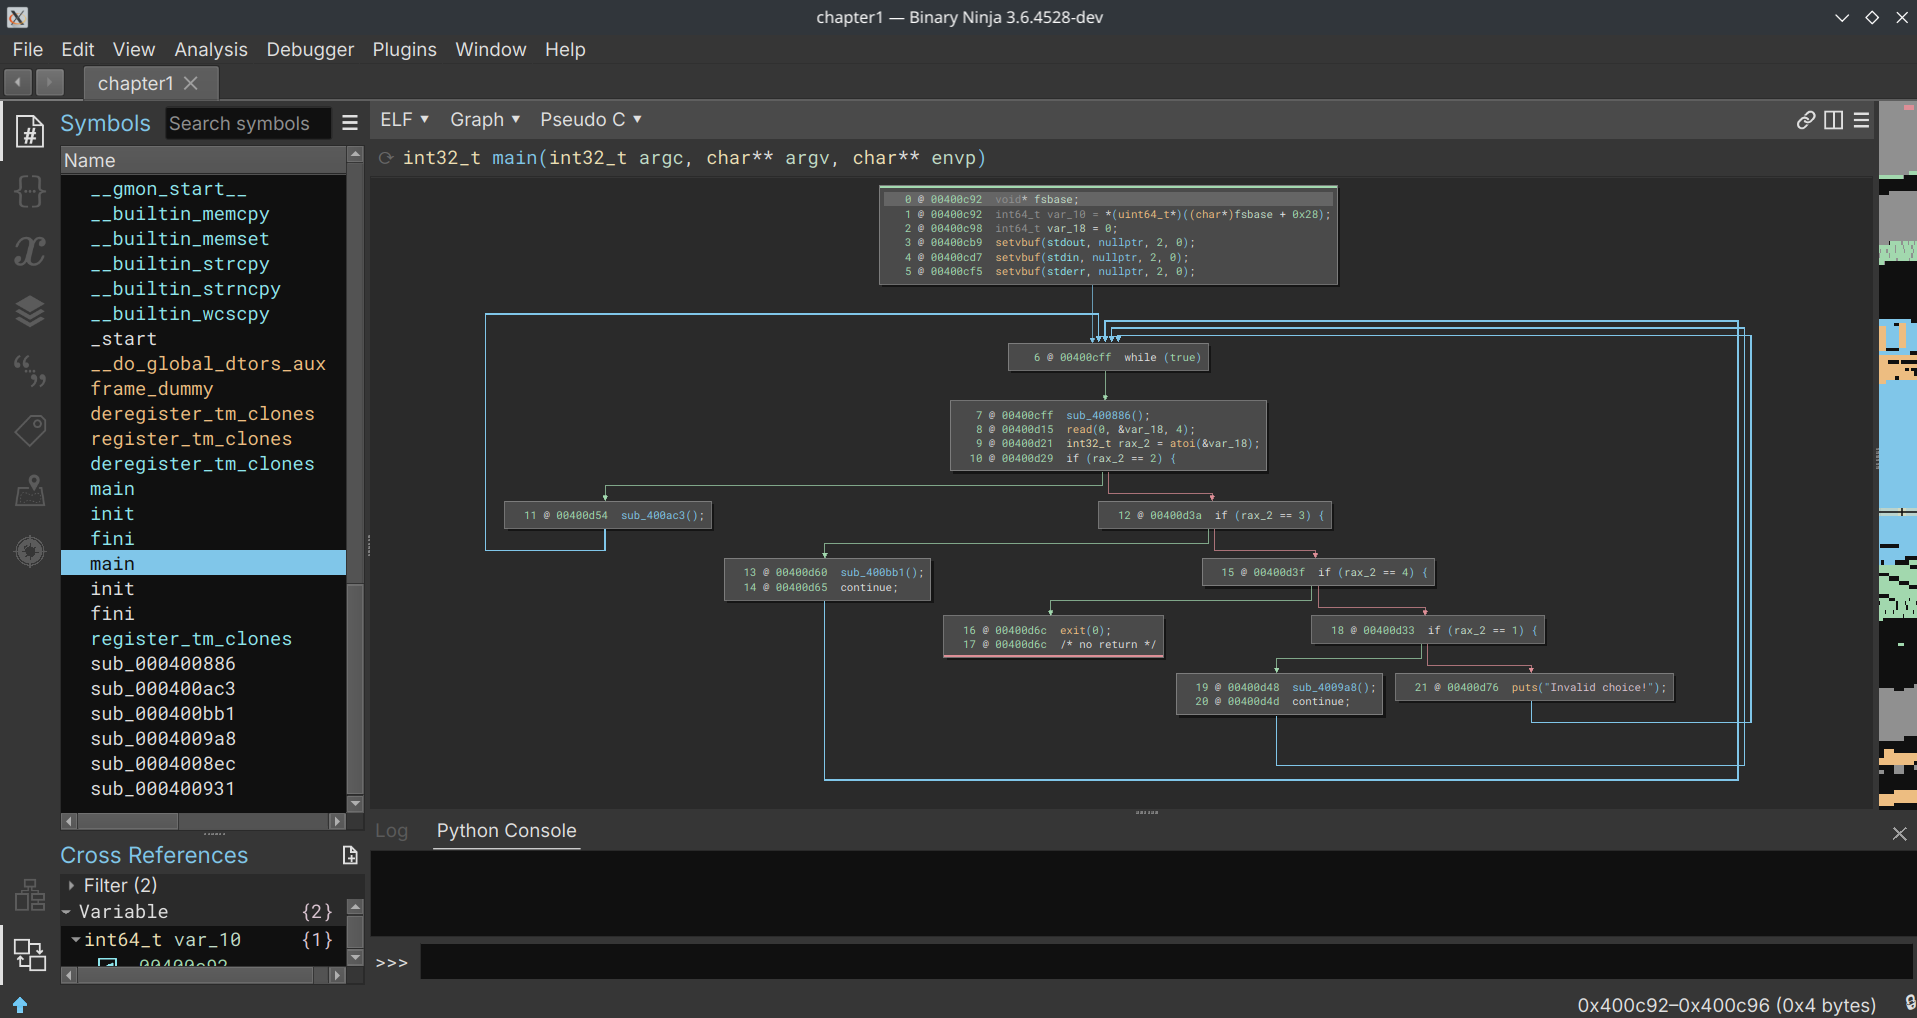 chapter1 — Binary Ninja 3.6.4528-dev
File Edit View Analysis Debugger Plugins Window Help
chapter1
Symbols
Search symbols
Name
__gmon_start__
__builtin_memcpy
__builtin_memset
__builtin_strcpy
__builtin_strncpy
__builtin_wcscpy
_start
__do_global_dtors_aux
frame_dummy
deregister_tm_clones
register_tm_clones
deregister_tm_clones
main
init
fini
main
init
fini
register_tm_clones
sub_000400886
sub_000400ac3
sub_000400bb1
sub_0004009a8
sub_0004008ec
sub_000400931
Cross References
Filter (2)
Variable {2}
int64_t var_10 {1}
00400c92
ELF ▾ Graph ▾ Pseudo C ▾
int32_t main(int32_t argc, char** argv, char** envp)
0 @ 00400c92 void* fsbase;
1 @ 00400c92 int64_t var_10 = *(uint64_t*)((char*)fsbase + 0x28);
2 @ 00400c98 int64_t var_18 = 0;
3 @ 00400cb9 setvbuf(stdout, nullptr, 2, 0);
4 @ 00400cd7 setvbuf(stdin, nullptr, 2, 0);
5 @ 00400cf5 setvbuf(stderr, nullptr, 2, 0);
6 @ 00400cff while (true)
7 @ 00400cff sub_400886();
8 @ 00400d15 read(0, &var_18, 4);
9 @ 00400d21 int32_t rax_2 = atoi(&var_18);
10 @ 00400d29 if (rax_2 == 2) {
11 @ 00400d54 sub_400ac3();
12 @ 00400d3a if (rax_2 == 3) {
13 @ 00400d60 sub_400bb1();
14 @ 00400d65 continue;
15 @ 00400d3f if (rax_2 == 4) {
16 @ 00400d6c exit(0);
17 @ 00400d6c /* no return */
18 @ 00400d33 if (rax_2 == 1) {
19 @ 00400d48 sub_4009a8();
20 @ 00400d4d continue;
21 @ 00400d76 puts("Invalid choice!");
Log Python Console
>>>
0x400c92–0x400c96 (0x4 bytes)